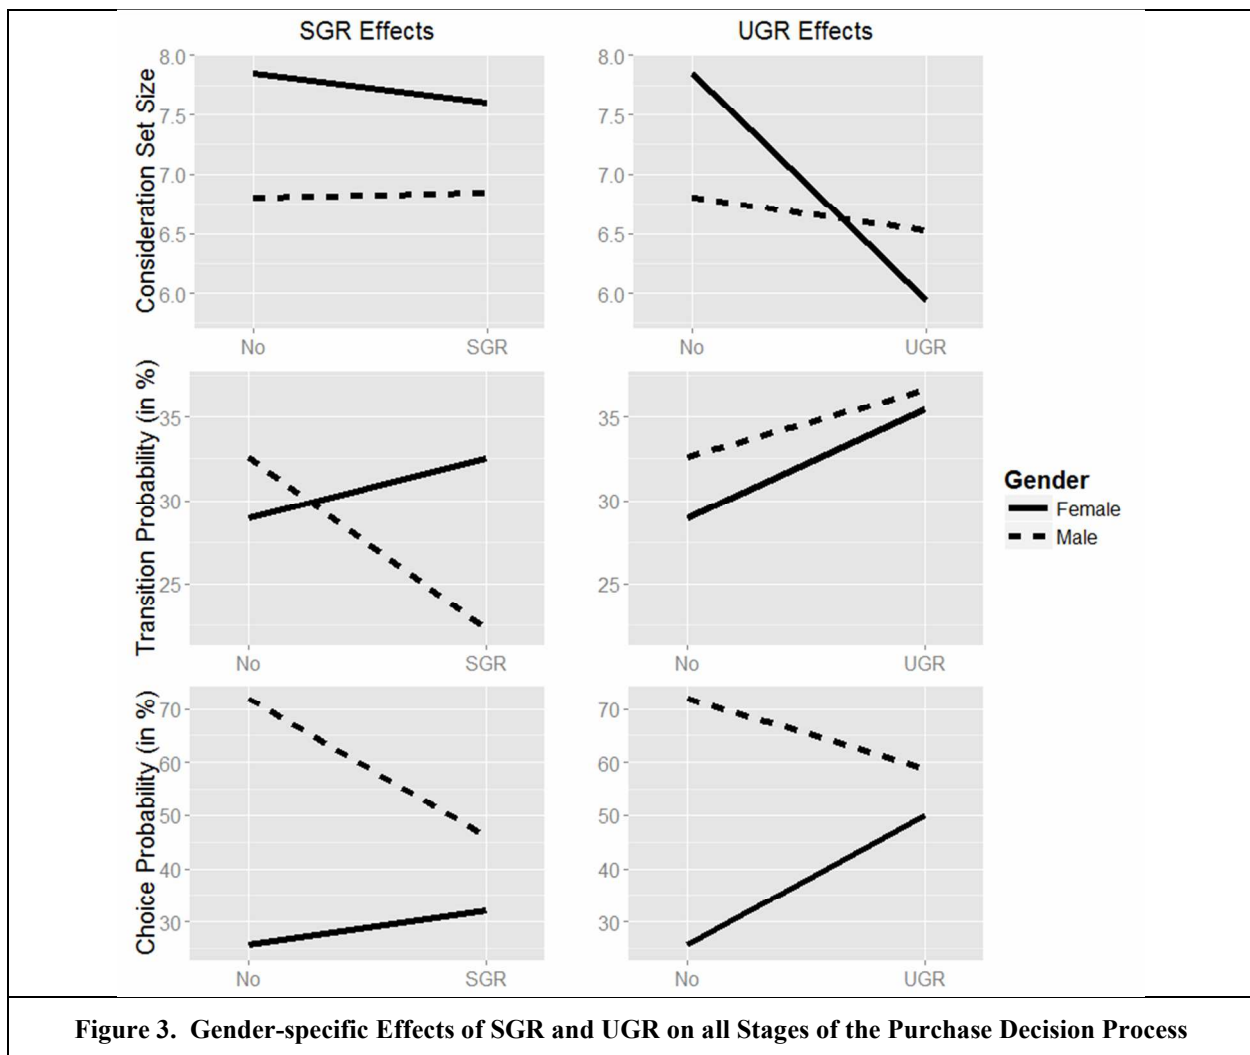 SGR Effects
UGR Effects
Consideration Set Size
8.0
7.5
7.0
6.5
6.0
No
SGR
8.0
7.5
7.0
6.5
6.0
No
UGR
Transition Probability (in %)
35
30
25
No
SGR
35
30
25
No
UGR
Gender
Female
Male
Choice Probability (in %)
70
60
50
40
30
No
SGR
70
60
50
40
30
No
UGR
Figure 3. Gender-specific Effects of SGR and UGR on all Stages of the Purchase Decision Process